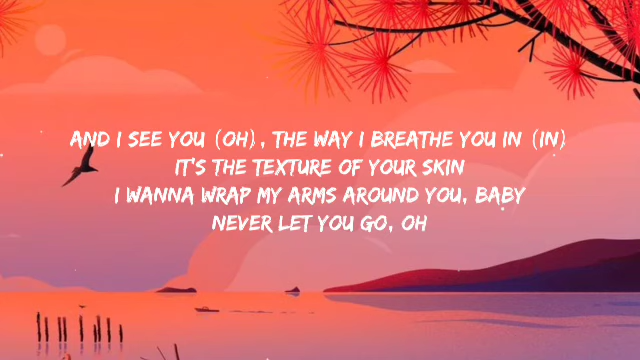 AND I SEE YOU (OH), THE WAY I BREATHE YOU IN (IN)
IT'S THE TEXTURE OF YOUR SKIN
I WANNA WRAP MY ARMS AROUND YOU, BABY
NEVER LET YOU GO, OH